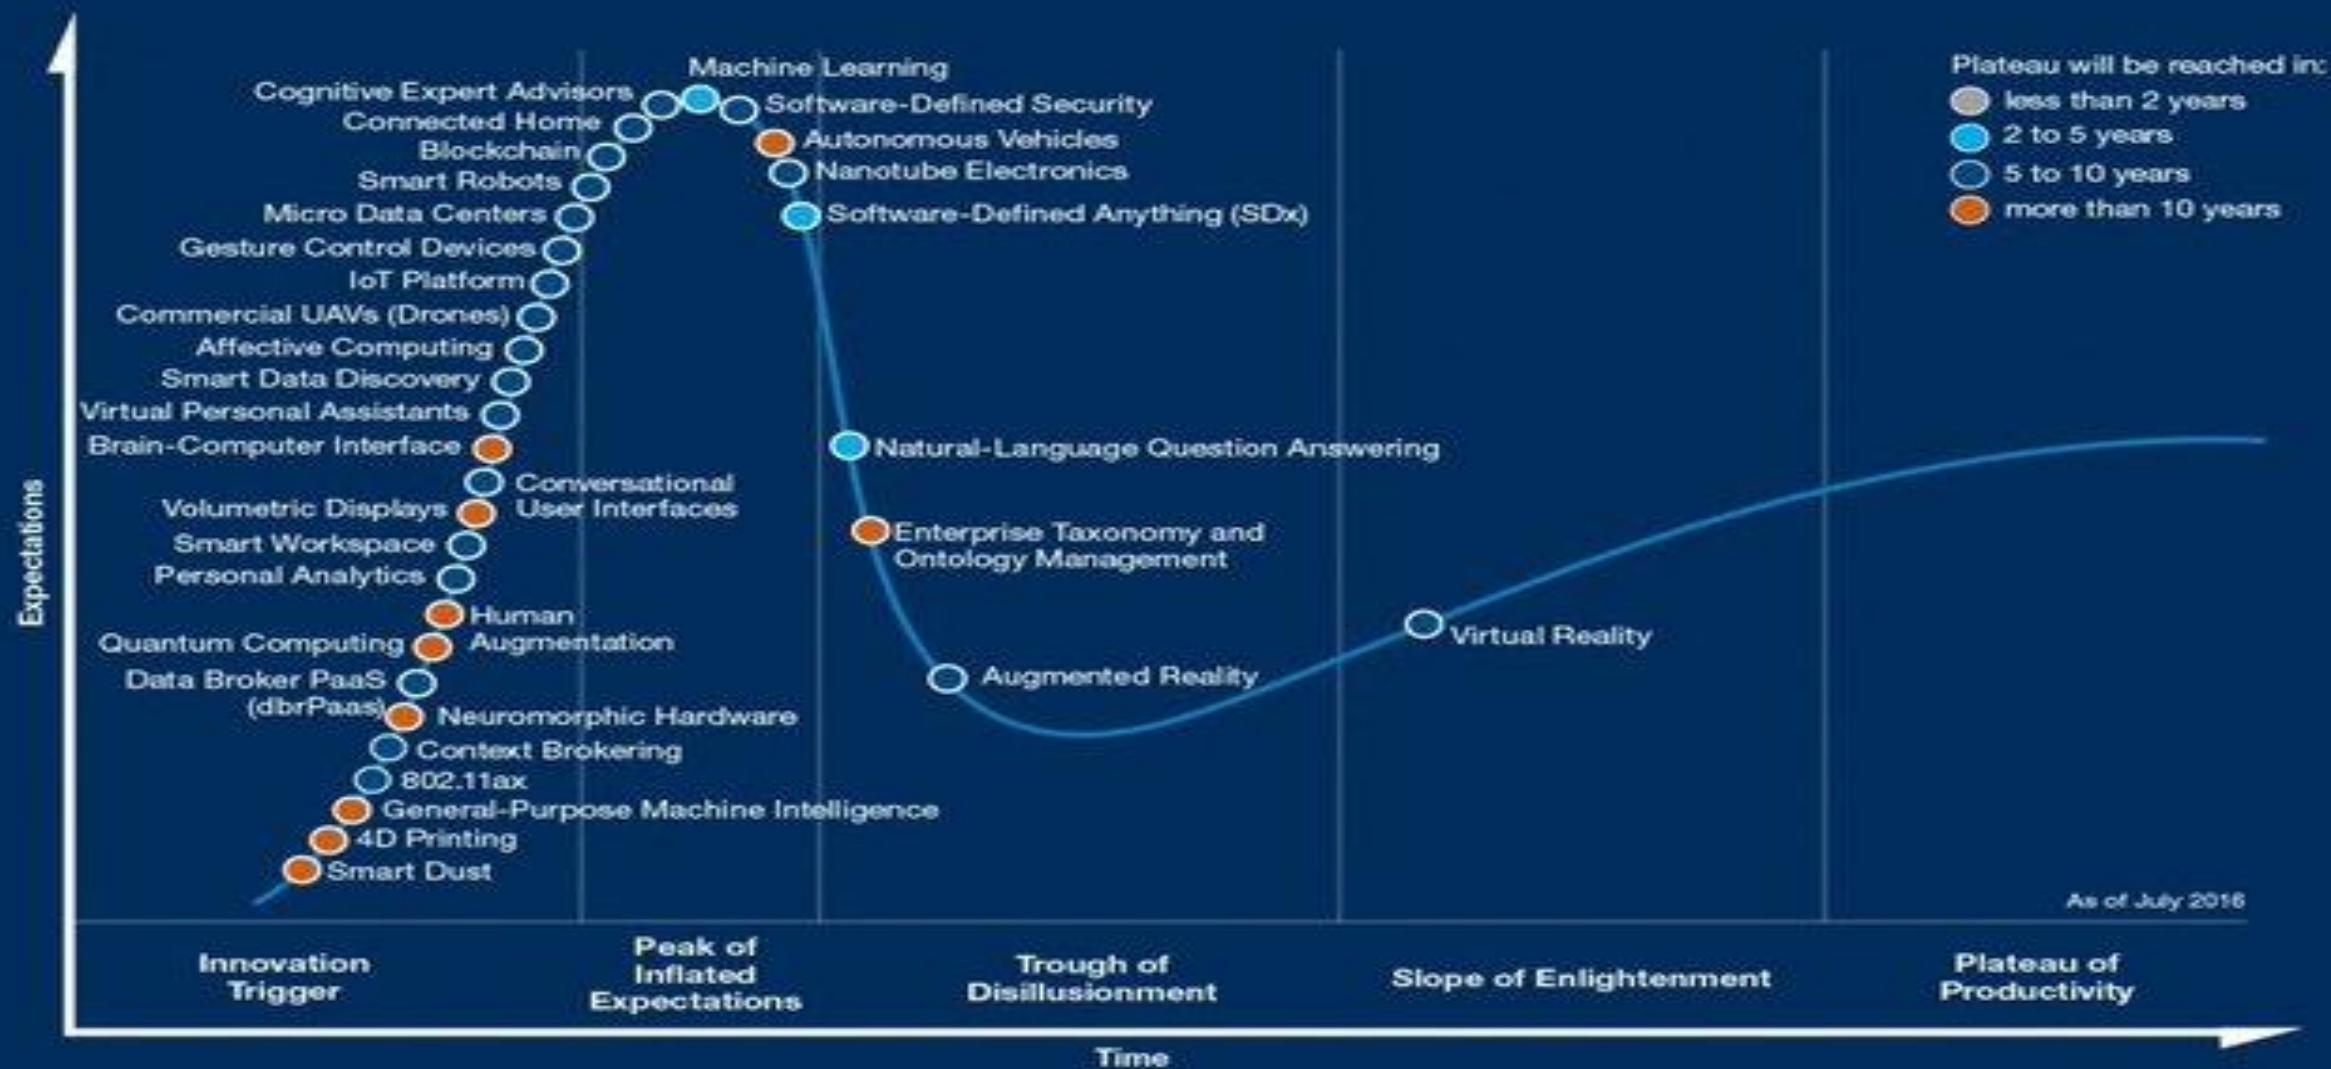 Expectations
Machine Learning
Cognitive Expert Advisors
Software-Defined Security
Connected Home
Autonomous Vehicles
Blockchain
Nanotube Electronics
Smart Robots
Micro Data Centers
Software-Defined Anything (SDx)
Gesture Control Devices
IoT Platform
Commercial UAVs (Drones)
Affective Computing
Smart Data Discovery
Virtual Personal Assistants
Brain-Computer Interface
Natural-Language Question Answering
Conversational
User Interfaces
Volumetric Displays
Enterprise Taxonomy and
Ontology Management
Smart Workspace
Personal Analytics
Human
Augmentation
Virtual Reality
Quantum Computing
Data Broker PaaS
(dbrPaas)
Augmented Reality
Neuromorphic Hardware
Context Brokering
802.11ax
General-Purpose Machine Intelligence
4D Printing
Smart Dust
Plateau will be reached in:
less than 2 years
2 to 5 years
5 to 10 years
more than 10 years
As of July 2016
Innovation
Trigger
Peak of
Inflated
Expectations
Trough of
Disillusionment
Slope of Enlightenment
Plateau of
Productivity
Time